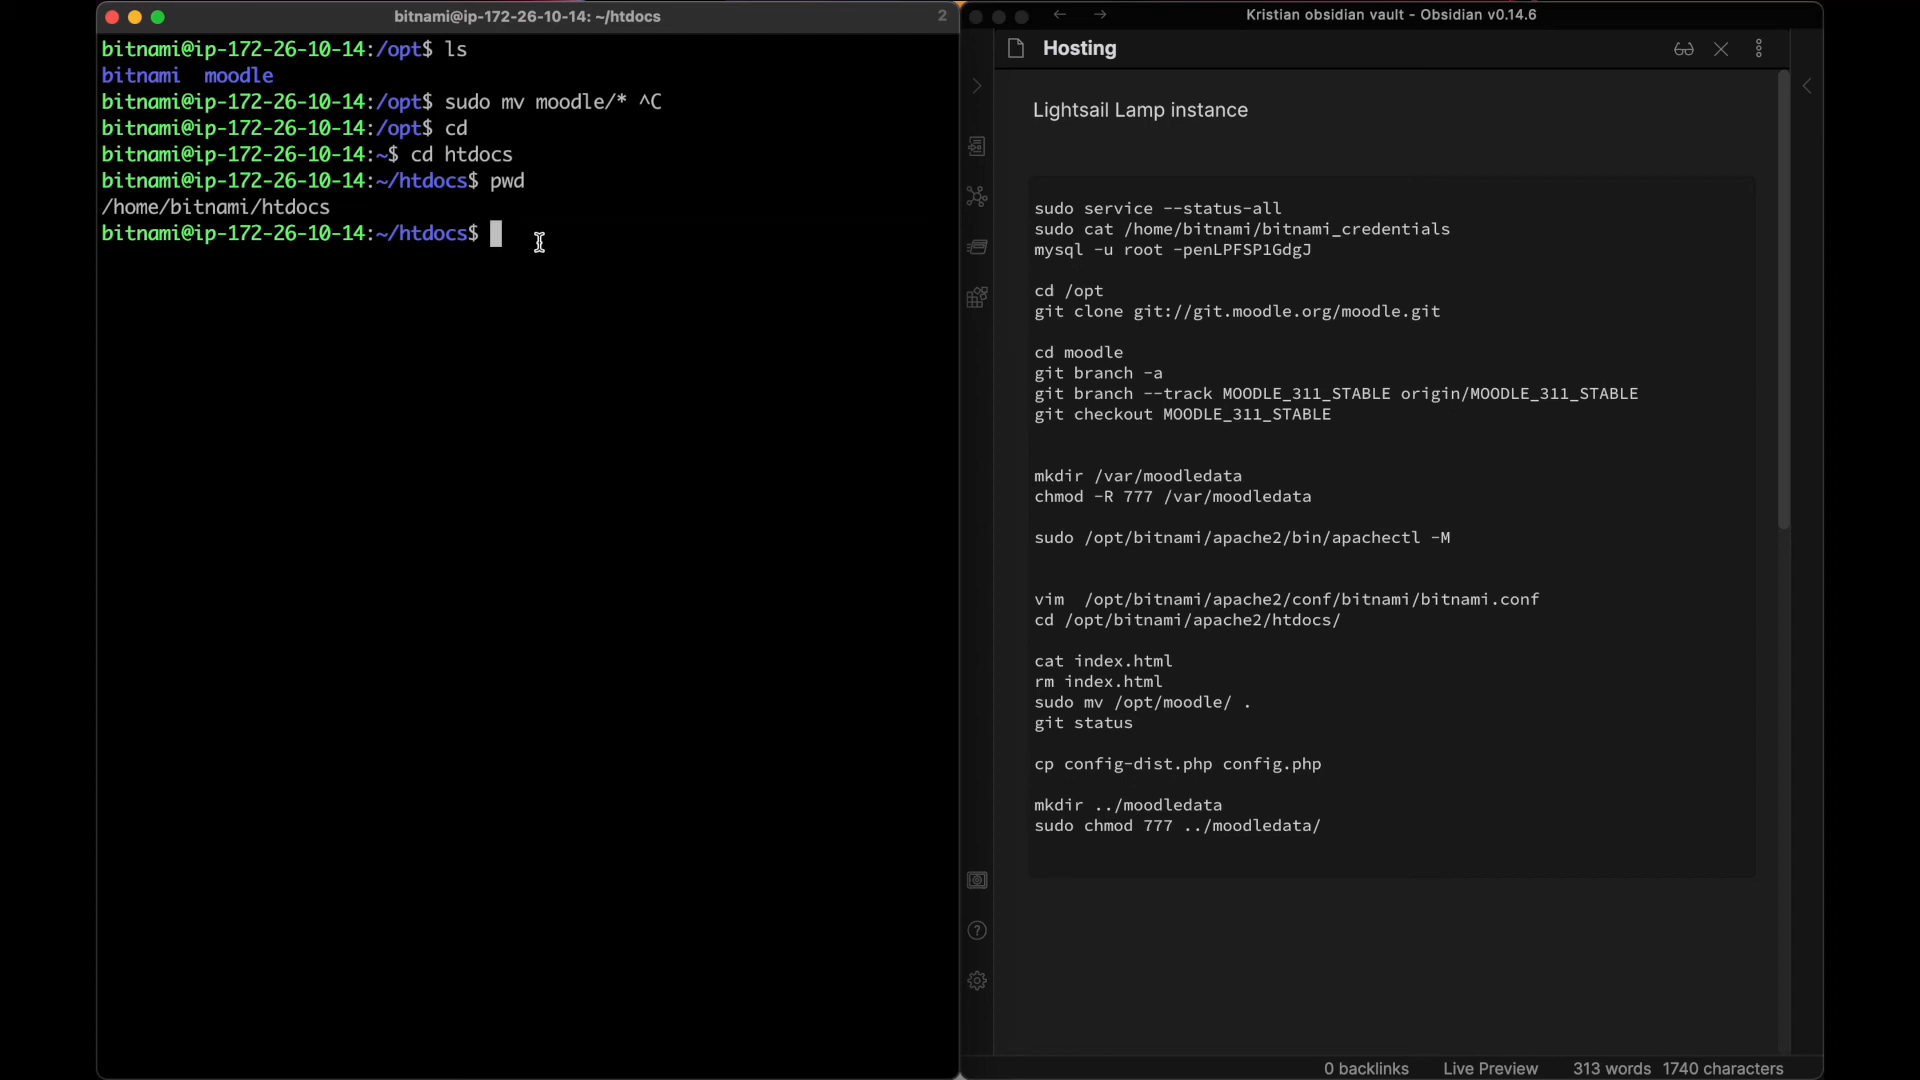 bitnami@ip-172-26-10-14: ~/htdocs
2
bitnami@ip-172-26-10-14:/opt$ ls
bitnami  moodle
bitnami@ip-172-26-10-14:/opt$ sudo mv moodle/* ^C
bitnami@ip-172-26-10-14:/opt$ cd
bitnami@ip-172-26-10-14:~$ cd htdocs
bitnami@ip-172-26-10-14:~/htdocs$ pwd
/home/bitnami/htdocs
bitnami@ip-172-26-10-14:~/htdocs$
Kristian obsidian vault - Obsidian v0.14.6
Hosting
Lightsail Lamp instance
sudo service --status-all
sudo cat /home/bitnami/bitnami_credentials
mysql -u root -penLPFSP1GdgJ
cd /opt
git clone git://git.moodle.org/moodle.git
cd moodle
git branch -a
git branch --track MOODLE_311_STABLE origin/MOODLE_311_STABLE
git checkout MOODLE_311_STABLE
mkdir /var/moodledata
chmod -R 777 /var/moodledata
sudo /opt/bitnami/apache2/bin/apachectl -M
vim  /opt/bitnami/apache2/conf/bitnami/bitnami.conf
cd /opt/bitnami/apache2/htdocs/
cat index.html
rm index.html
sudo mv /opt/moodle/ .
git status
cp config-dist.php config.php
mkdir ../moodledata
sudo chmod 777 ../moodledata/
0 backlinks  Live Preview  313 words  1740 characters